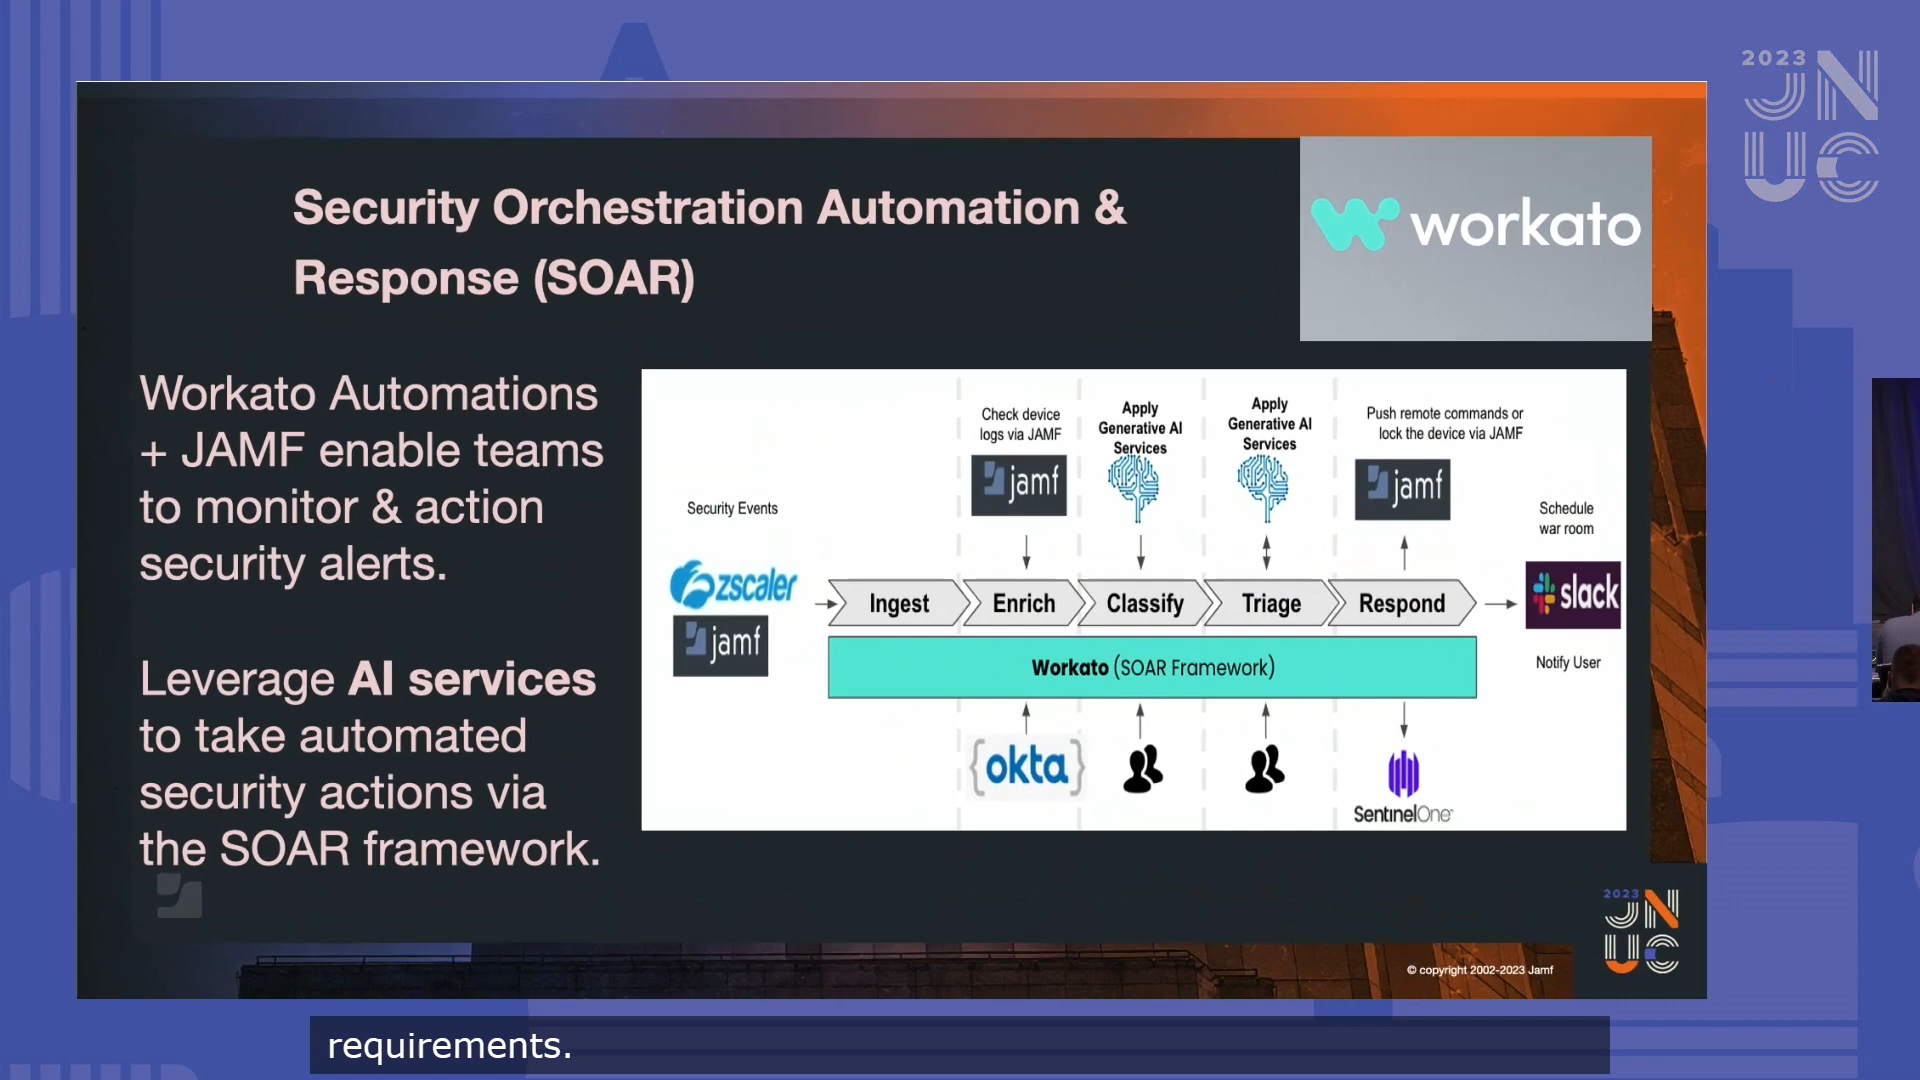 2023
JN
UC
Security Orchestration Automation &
Response (SOAR)
workato
Workato Automations
+ JAMF enable teams
to monitor & action
security alerts.
Leverage AI services
to take automated
security actions via
the SOAR framework.
Security Events
zscaler
jamf
Check device
logs via JAMF
jamf
Apply
Generative AI
Services
Apply
Generative AI
Services
Push remote commands or
lock the device via JAMF
jamf
Schedule
war room
slack
Notify User
Ingest
Enrich
Classify
Triage
Respond
Workato (SOAR Framework)
{okta}
SentinelOne
2023
JN
UC
© copyright 2002-2023 Jamf
requirements.